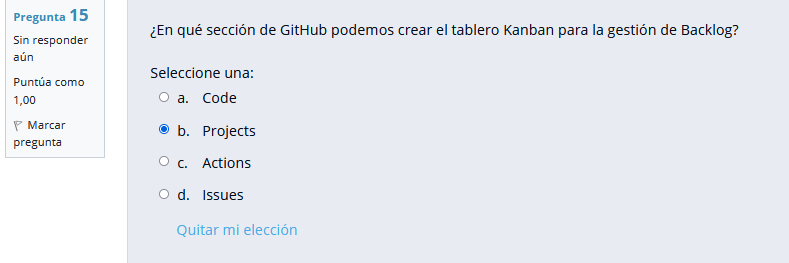 Pregunta 15
Sin responder
aún
Puntúa como
1,00
Marcar
pregunta
¿En qué sección de GitHub podemos crear el tablero Kanban para la gestión de Backlog?
Seleccione una:
a. Code
b. Projects
c. Actions
d. Issues
Quitar mi elección